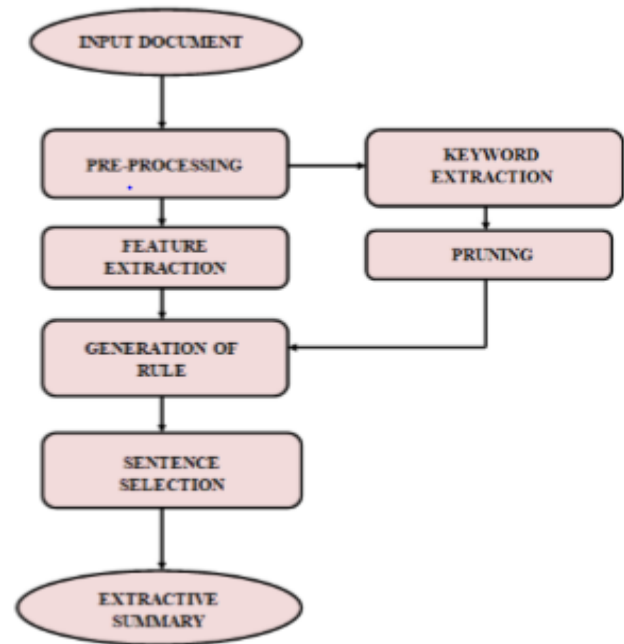 INPUT DOCUMENT
PRE-PROCESSING
KEYWORD
EXTRACTION
FEATURE
EXTRACTION
PRUNING
GENERATION OF
RULE
SENTENCE
SELECTION
EXTRACTIVE
SUMMARY